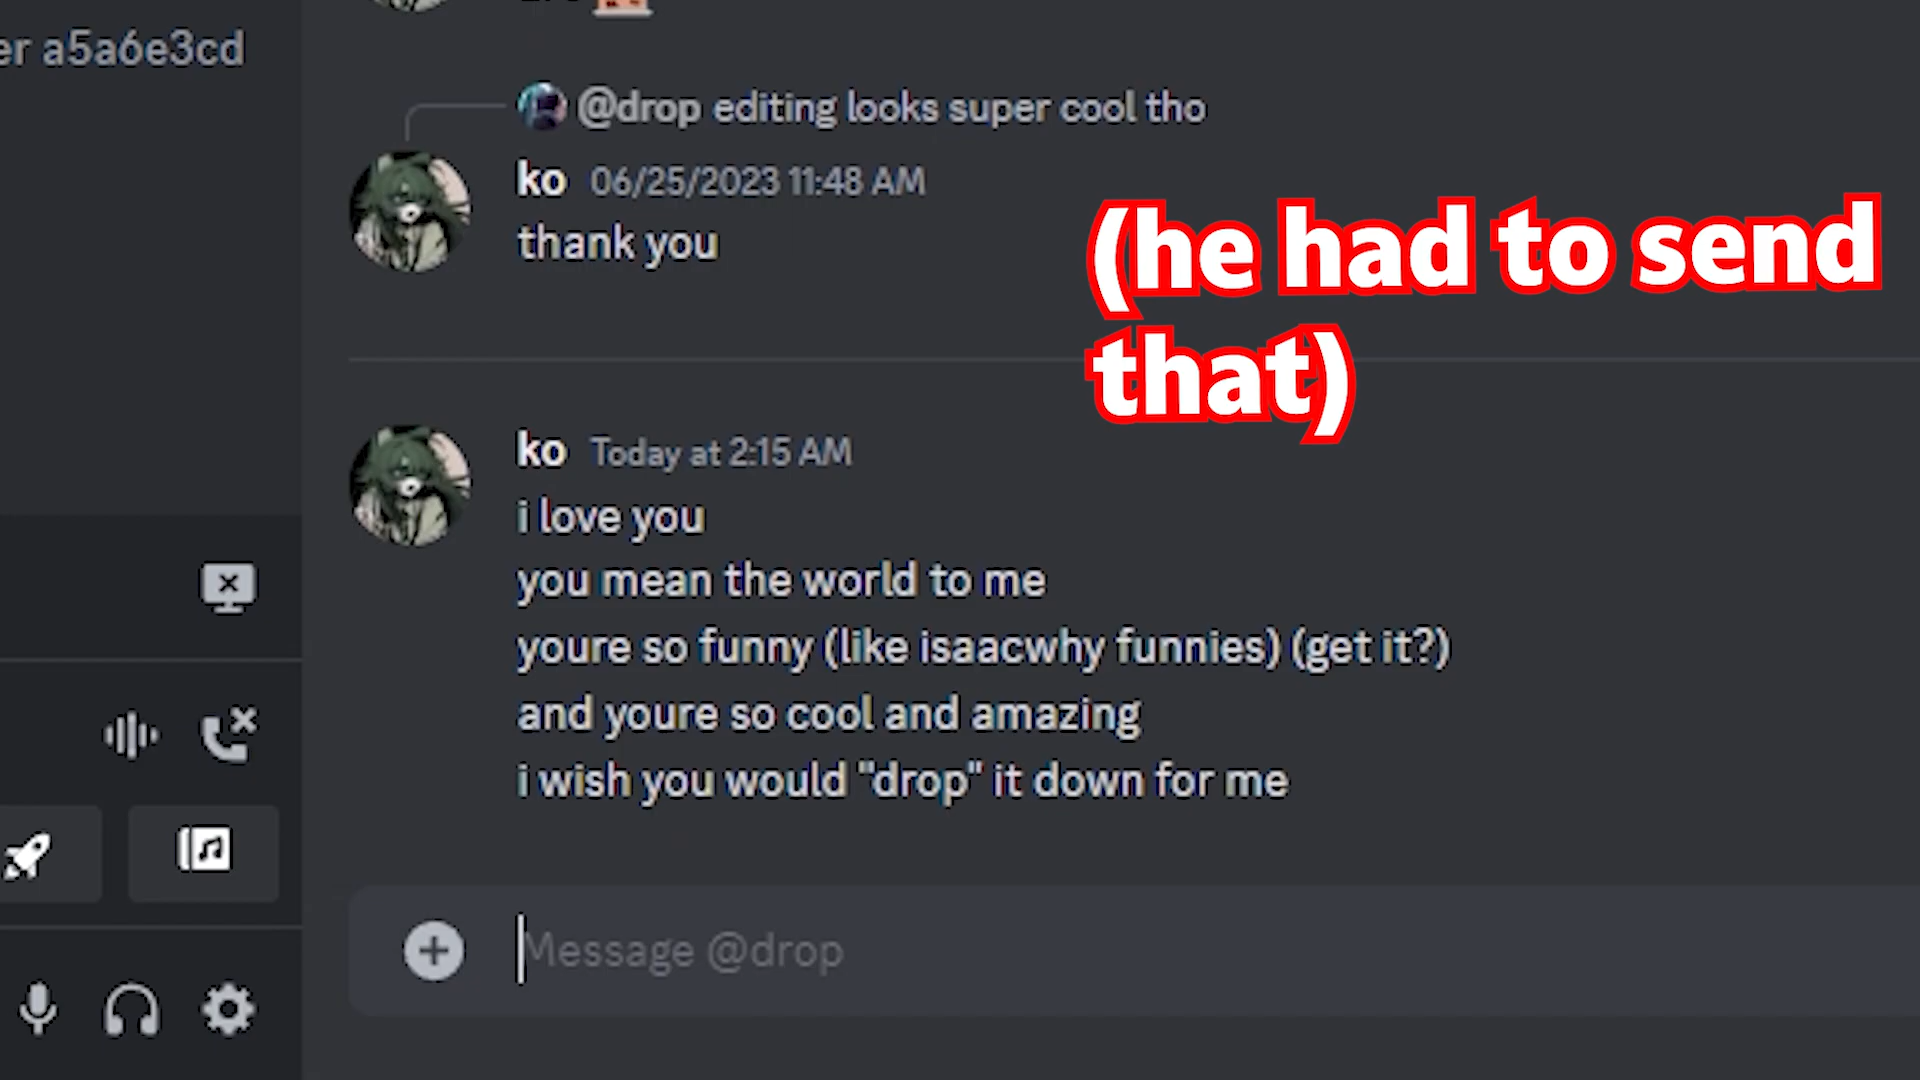 er a5a6e3cd
@drop editing looks super cool tho
ko 06/25/2023 11:48 AM
thank you
(he had to send
that)
ko Today at 2:15 AM
i love you
you mean the world to me
youre so funny (like isaacwhy funnies) (get it?)
and youre so cool and amazing
i wish you would "drop" it down for me
Message @drop